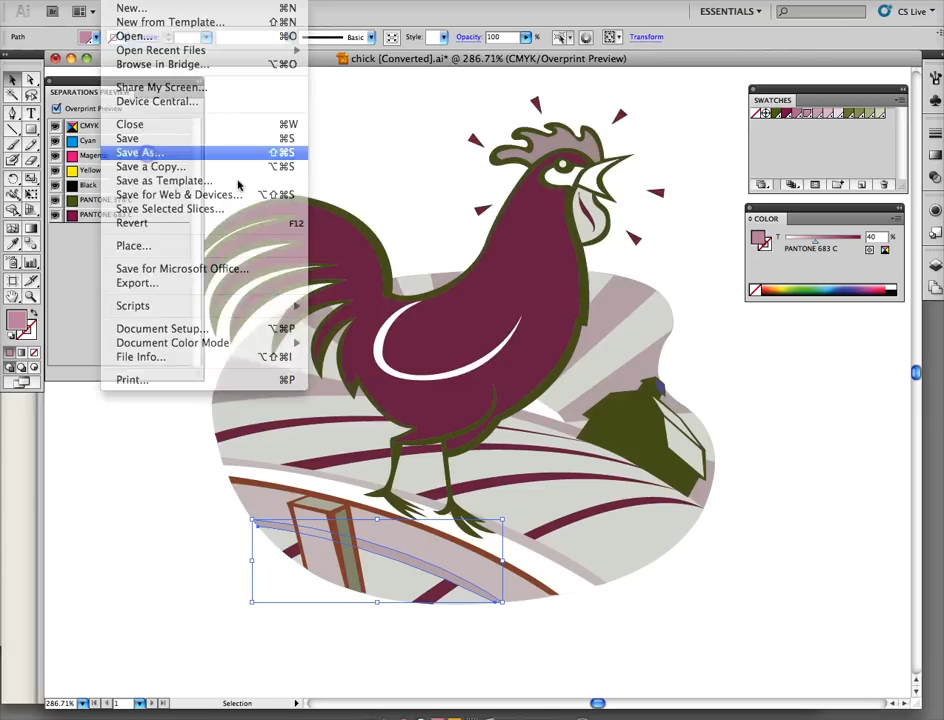 Ai Br ESSENTIALS CS Live
Path Basic Style: Opacity: 100 % Transform
chick [Converted].ai* @ 286.71% (CMYK/Overprint Preview)
New... ⌘N
New from Template... ⇧⌘N
Open... ⌘O
Open Recent Files
Browse in Bridge... ⌥⌘O
Share My Screen...
Device Central...
Close ⌘W
Save ⌘S
Save As... ⇧⌘S
Save a Copy... ⌥⌘S
Save as Template...
Save for Web & Devices... ⌥⇧⌘S
Save Selected Slices...
Revert F12
Place...
Save for Microsoft Office...
Export...
Scripts
Document Setup... ⌥⌘P
Document Color Mode
File Info... ⌥⇧⌘I
Print... ⌘P
SEPARATIONS PREVIEW
Overprint Preview
CMYK
Cyan
Magen
Yellow
Black
PANTONE
PANTONE 683 C
SWATCHES
COLOR
T 40 %
PANTONE 683 C
286.71% 1 Selection